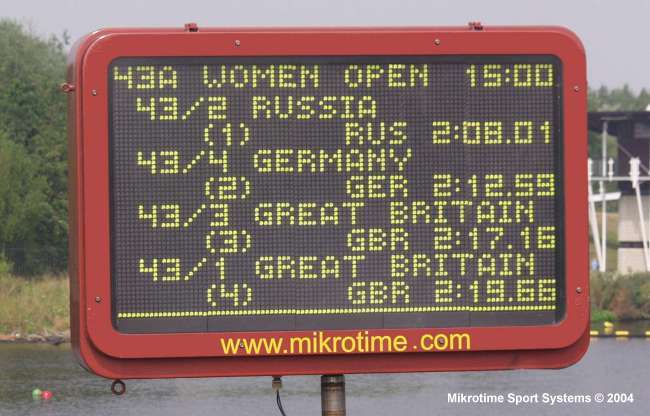 43A WOMEN OPEN 15:00
43/2 RUSSIA
(1) RUS 2:08.01
43/4 GERMANY
(2) GER 2:12.59
43/3 GREAT BRITAIN
(3) GBR 2:17.16
43/1 GREAT BRITAIN
(4) GBR 2:19.66
www.mikrotime.com
Mikrotime Sport Systems © 2004